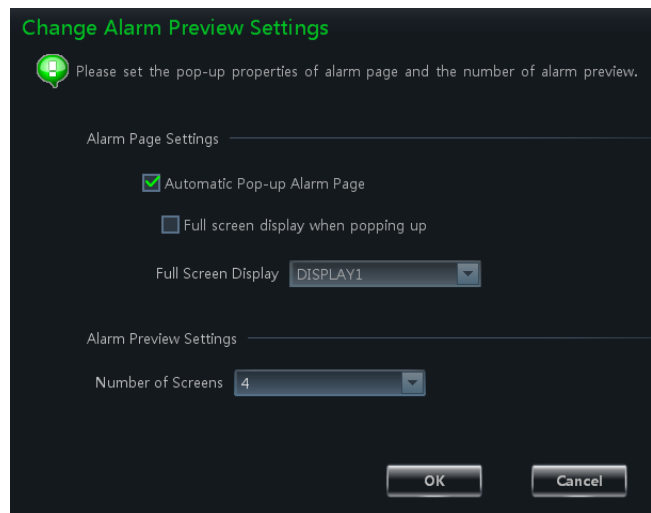 Change Alarm Preview Settings
Please set the pop-up properties of alarm page and the number of alarm preview.
Alarm Page Settings
Automatic Pop-up Alarm Page
Full screen display when popping up
Full Screen Display DISPLAY1
Alarm Preview Settings
Number of Screens 4
OK Cancel